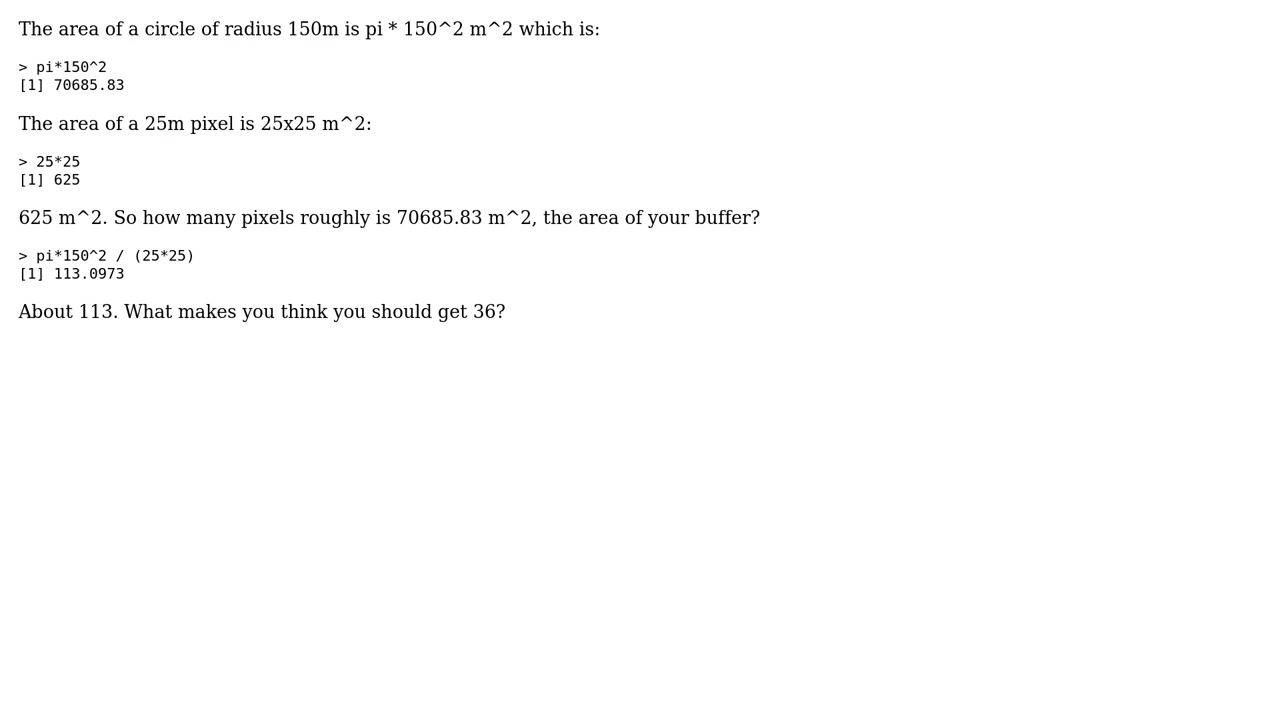 The area of a circle of radius 150m is pi * 150^2 m^2 which is:
> pi*150^2
[1] 70685.83
The area of a 25m pixel is 25x25 m^2:
> 25*25
[1] 625
625 m^2. So how many pixels roughly is 70685.83 m^2, the area of your buffer?
> pi*150^2 / (25*25)
[1] 113.0973
About 113. What makes you think you should get 36?